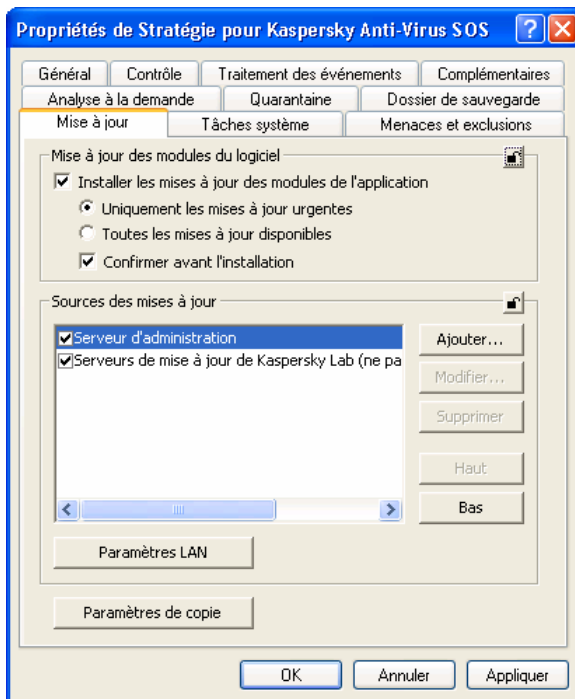 Propriétés de Stratégie pour Kaspersky Anti-Virus SOS
Général Contrôle Traitement des événements Complémentaires
Analyse à la demande Quarantaine Dossier de sauvegarde
Mise à jour Tâches système Menaces et exclusions
Mise à jour des modules du logiciel
Installer les mises à jour des modules de l'application
Uniquement les mises à jour urgentes
Toutes les mises à jour disponibles
Confirmer avant l'installation
Sources des mises à jour
Serveur d'administration
Serveurs de mise à jour de Kaspersky Lab (ne pa
Ajouter...
Modifier...
Supprimer
Haut
Bas
Paramètres LAN
Paramètres de copie
OK Annuler Appliquer